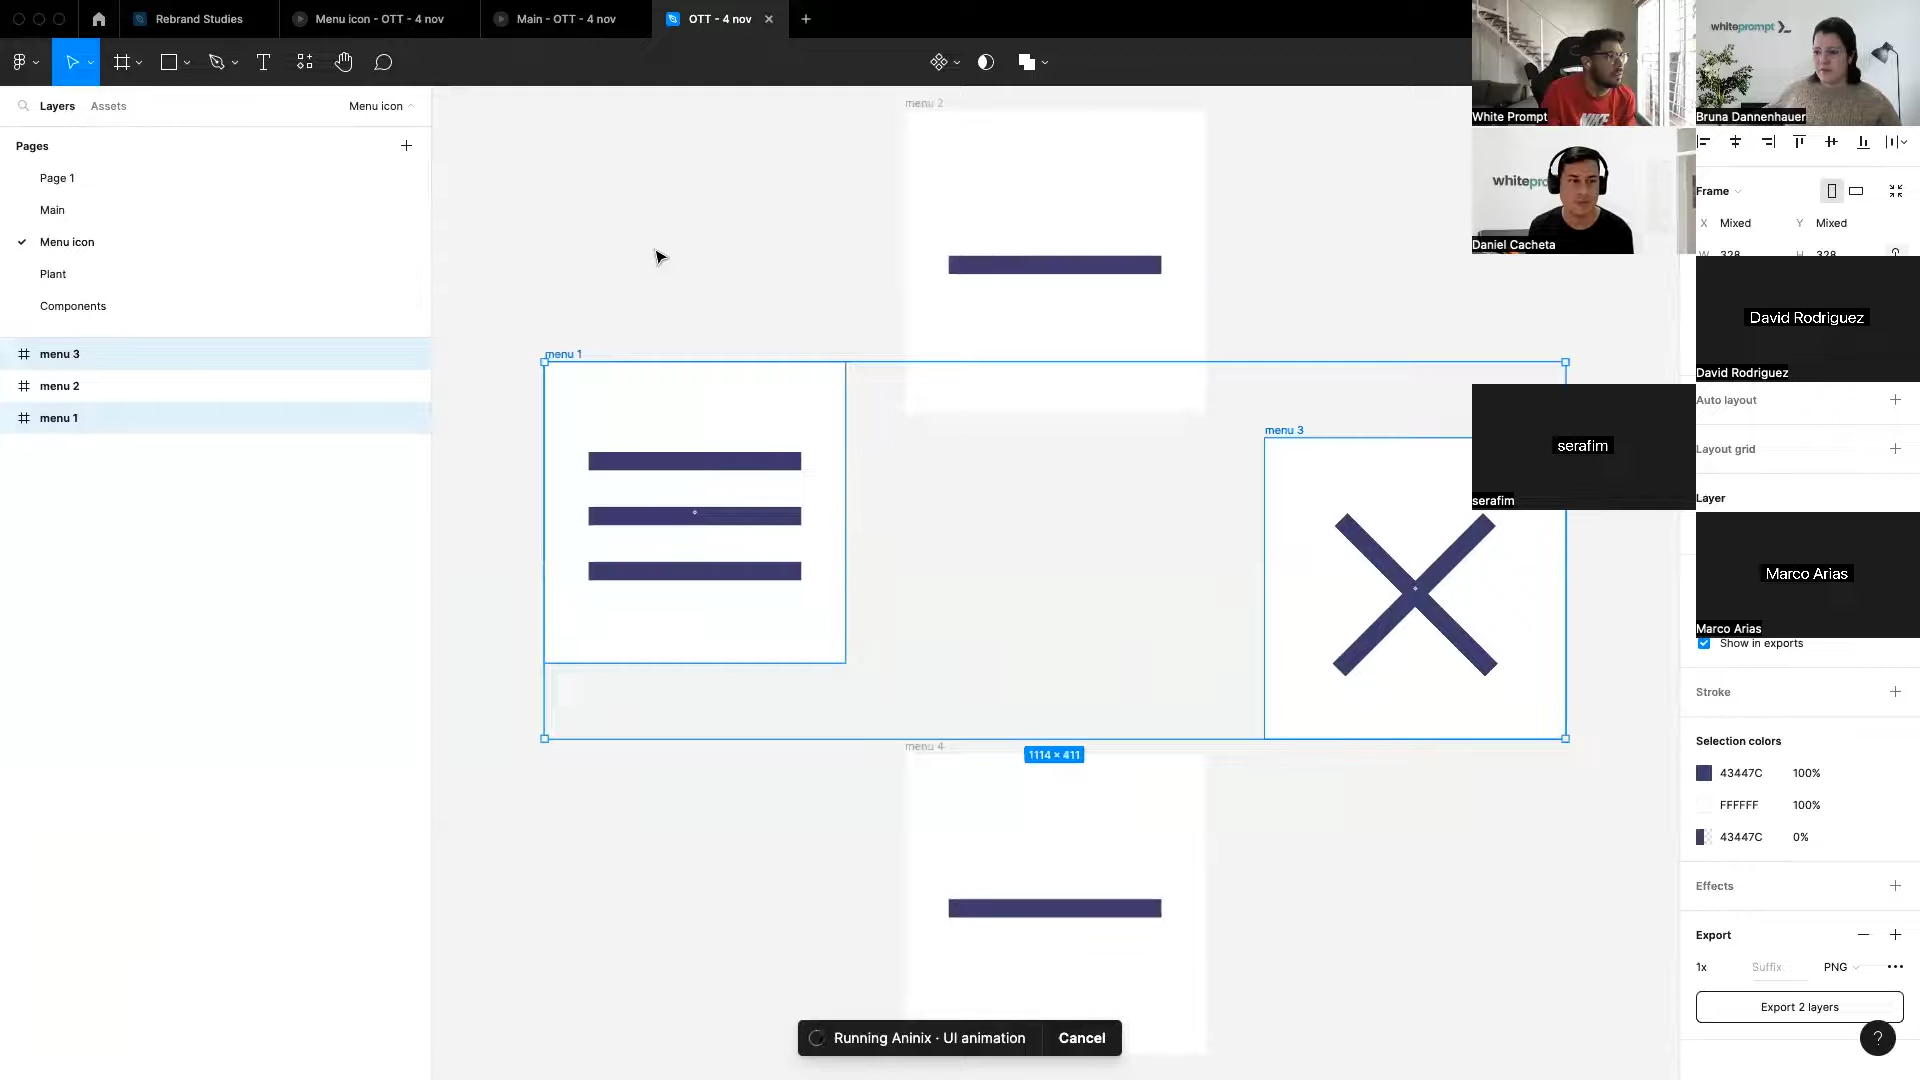 Rebrand Studies
Menu icon - OTT - 4 nov
Main - OTT - 4 nov
OTT - 4 nov
Layers
Assets
Menu icon
Pages
Page 1
Main
Menu icon
Plant
Components
menu 3
menu 2
menu 1
menu 2
menu 1
menu 3
menu 4
1114 × 411
Running Aninix · UI animation
Cancel
White Prompt
whiteprompt
Bruna Dannenhauer
whitepro
Daniel Cacheta
David Rodriguez
David Rodriguez
serafim
serafim
Marco Arias
Marco Arias
Frame
X Mixed
Y Mixed
W 328
H 328
Auto layout
Layout grid
Layer
Show in exports
Stroke
Selection colors
43447C 100%
FFFFFF 100%
43447C 0%
Effects
Export
1x
Suffix
PNG
Export 2 layers
?